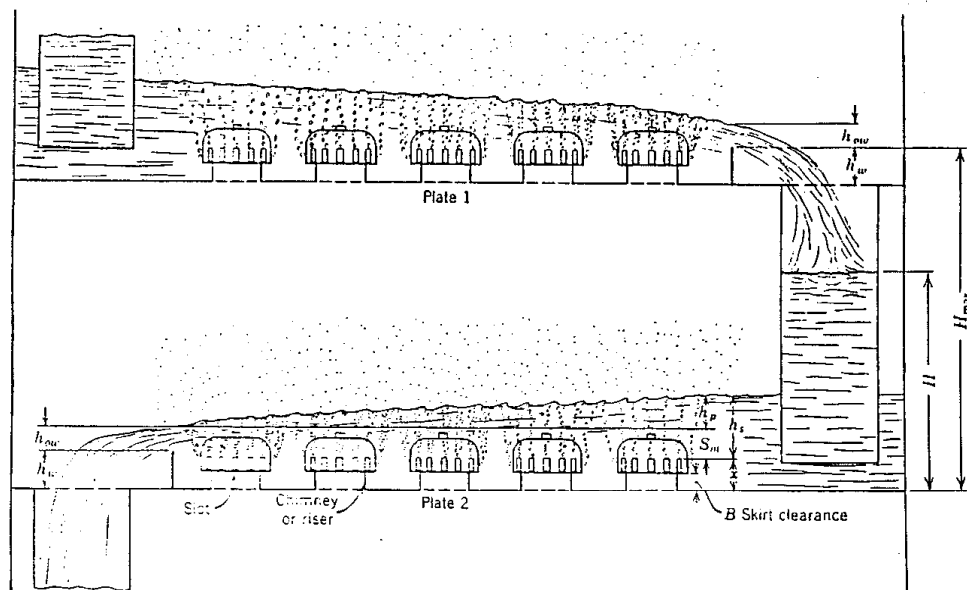 h_ow
h_w
Plate 1
H_max
H
h_ow
h_p
h_s
S_m
h_w
x
Slot
Chimney
or riser
Plate 2
B Skirt clearance